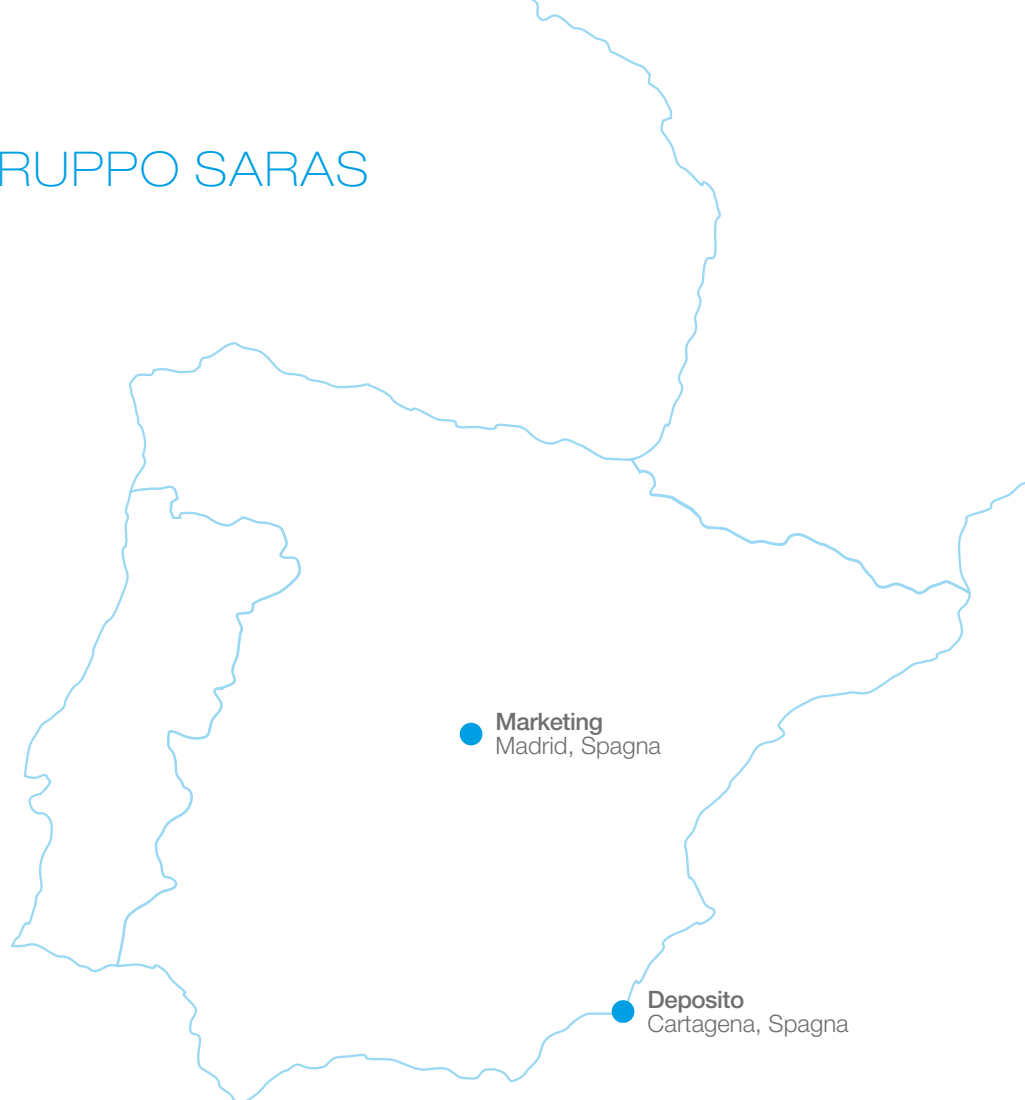 RUPPO SARAS
Marketing
Madrid, Spagna
Deposito
Cartagena, Spagna